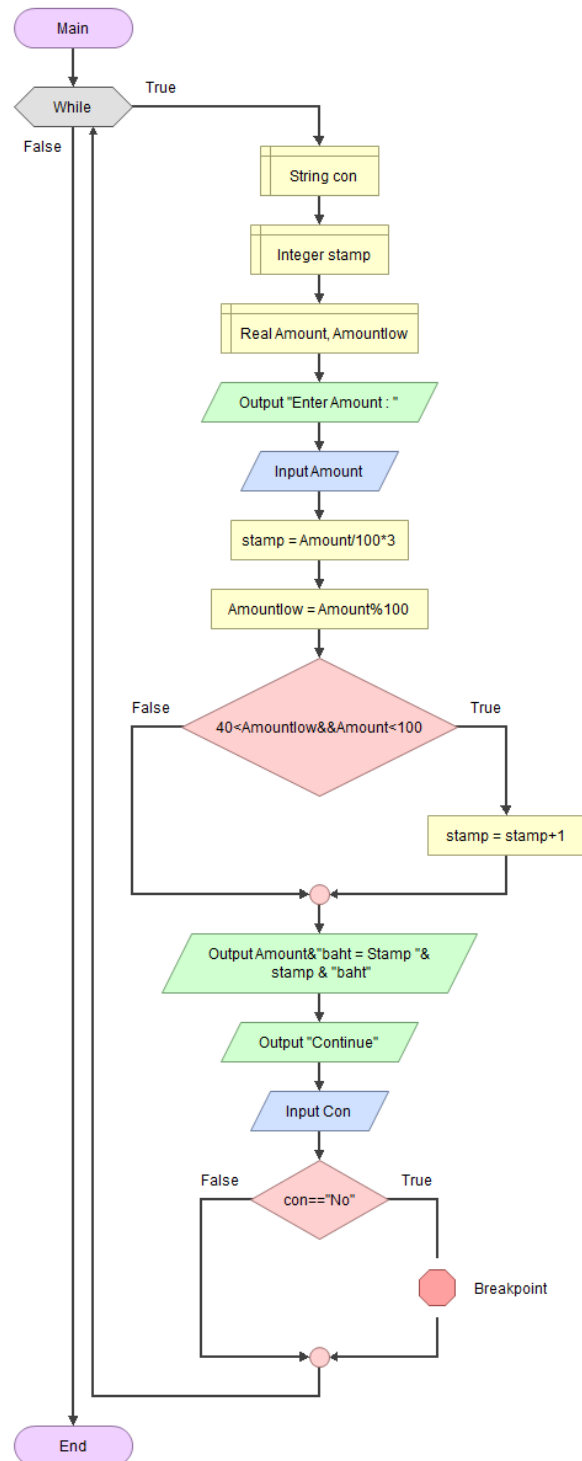 Main
While
True
False
String con
Integer stamp
Real Amount, Amountlow
Output "Enter Amount : "
Input Amount
stamp = Amount/100*3
Amountlow = Amount%100
False
True
40<Amountlow&&Amount<100
stamp = stamp+1
Output Amount&"baht = Stamp "&
stamp & "baht"
Output "Continue"
Input Con
False
True
con=="No"
Breakpoint
End